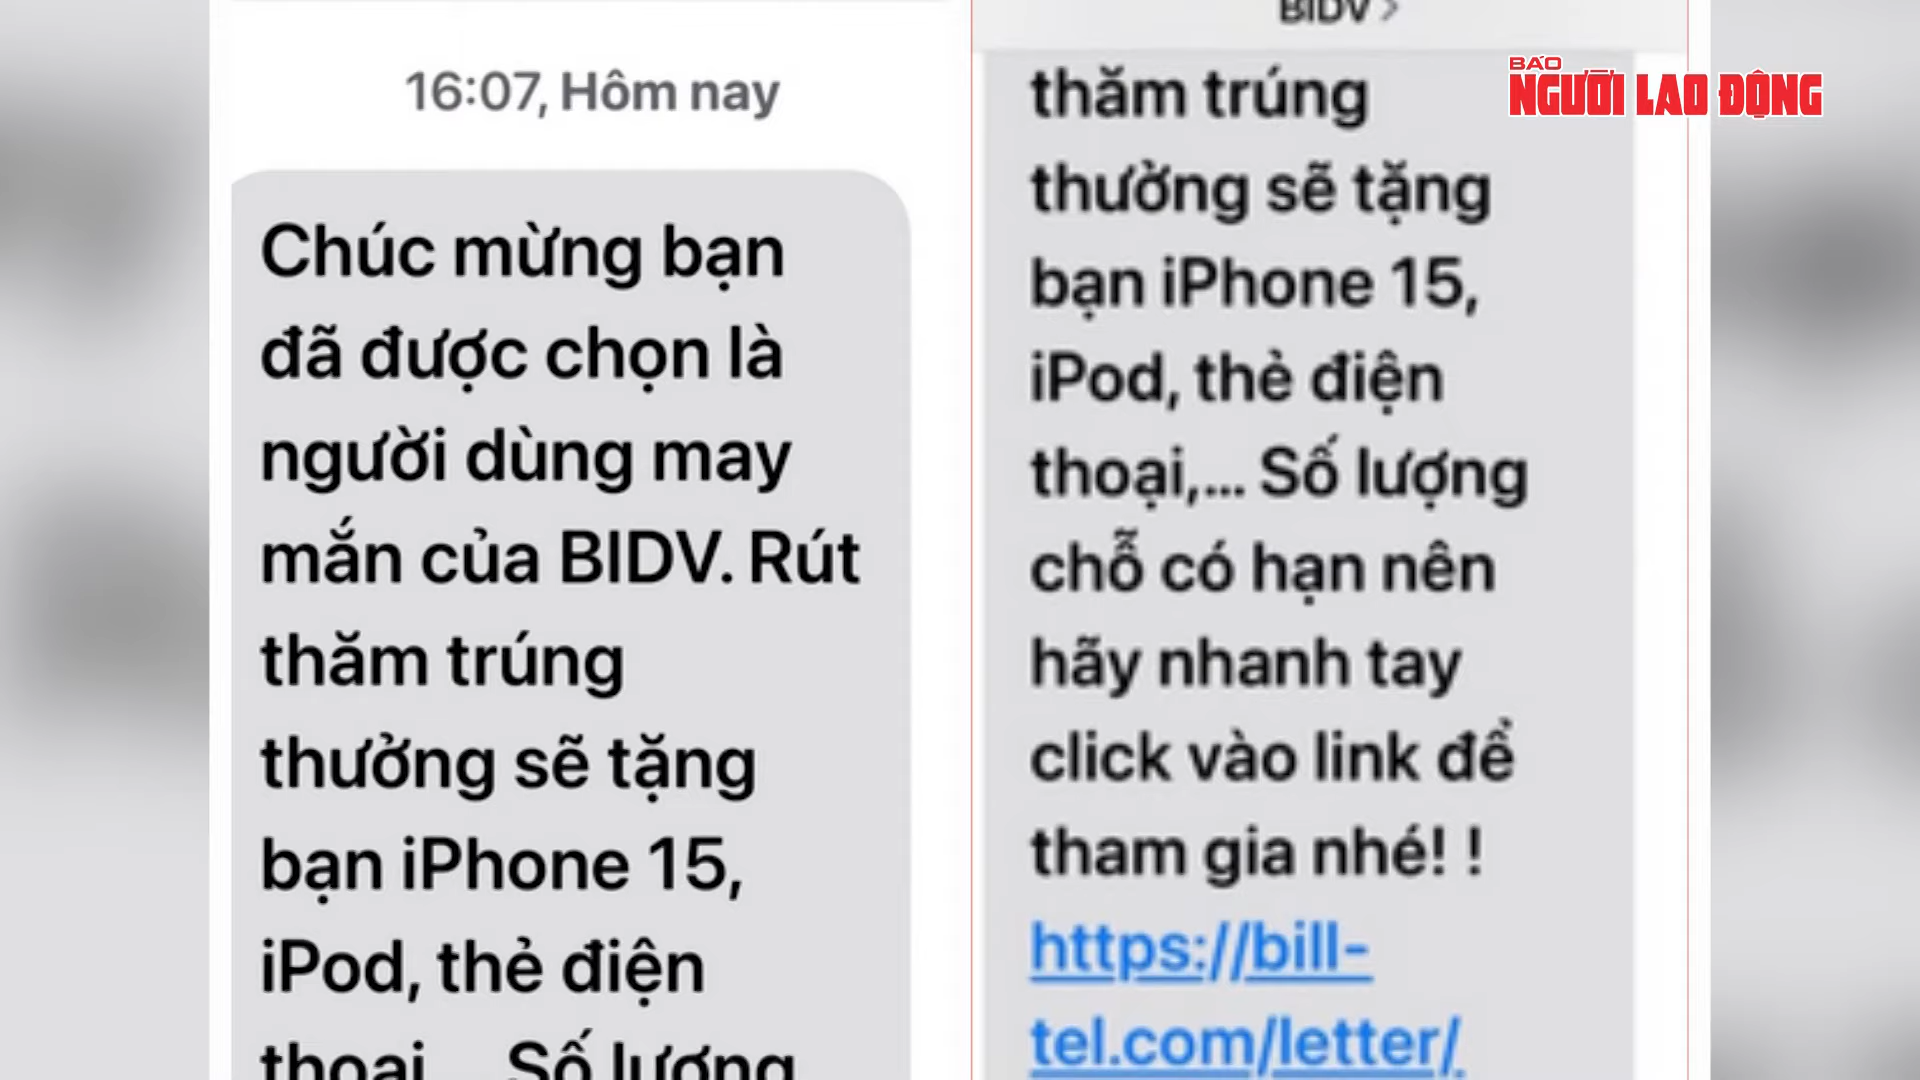 16:07, Hôm nay
Chúc mừng bạn
đã được chọn là
người dùng may
mắn của BIDV. Rút
thăm trúng
thưởng sẽ tặng
bạn iPhone 15,
iPod, thẻ điện
thoại,... Số lượng
BIDV >
thăm trúng
thưởng sẽ tặng
bạn iPhone 15,
iPod, thẻ điện
thoại,... Số lượng
chỗ có hạn nên
hãy nhanh tay
click vào link để
tham gia nhé! !
https://bill-
tel.com/letter/
BÁO
NGƯỜI LAO ĐỘNG